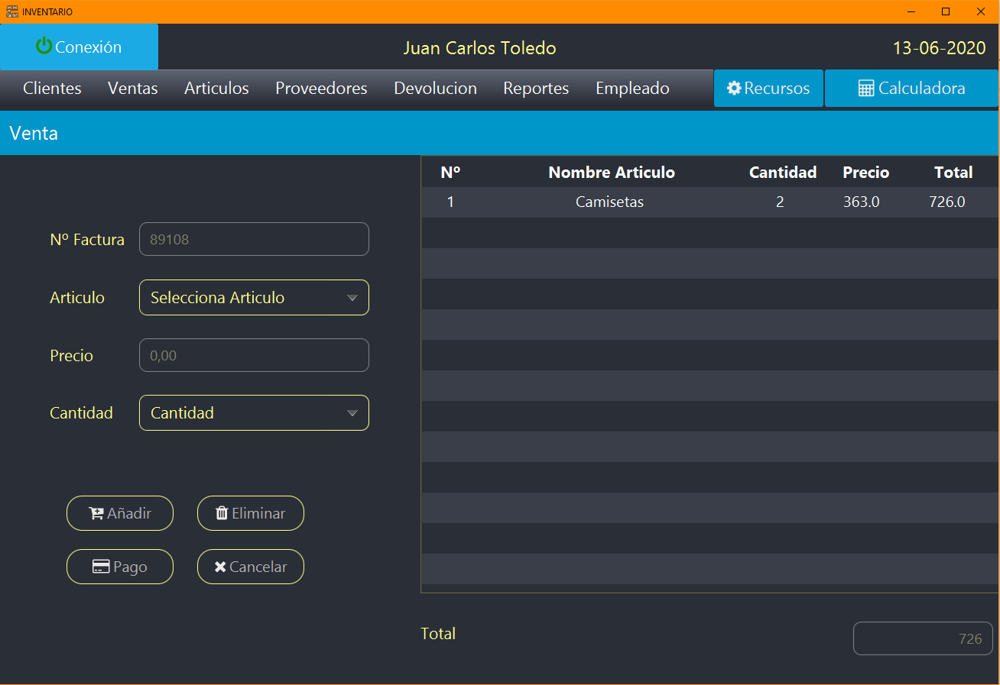 INVENTARIO
Conexión
Juan Carlos Toledo
13-06-2020
Clientes Ventas Articulos Proveedores Devolucion Reportes Empleado Recursos Calculadora
Venta
Nº Nombre Articulo Cantidad Precio Total
1 Camisetas 2 363.0 726.0
Nº Factura 89108
Articulo Selecciona Articulo
Precio 0,00
Cantidad Cantidad
Añadir Eliminar
Pago Cancelar
Total 726